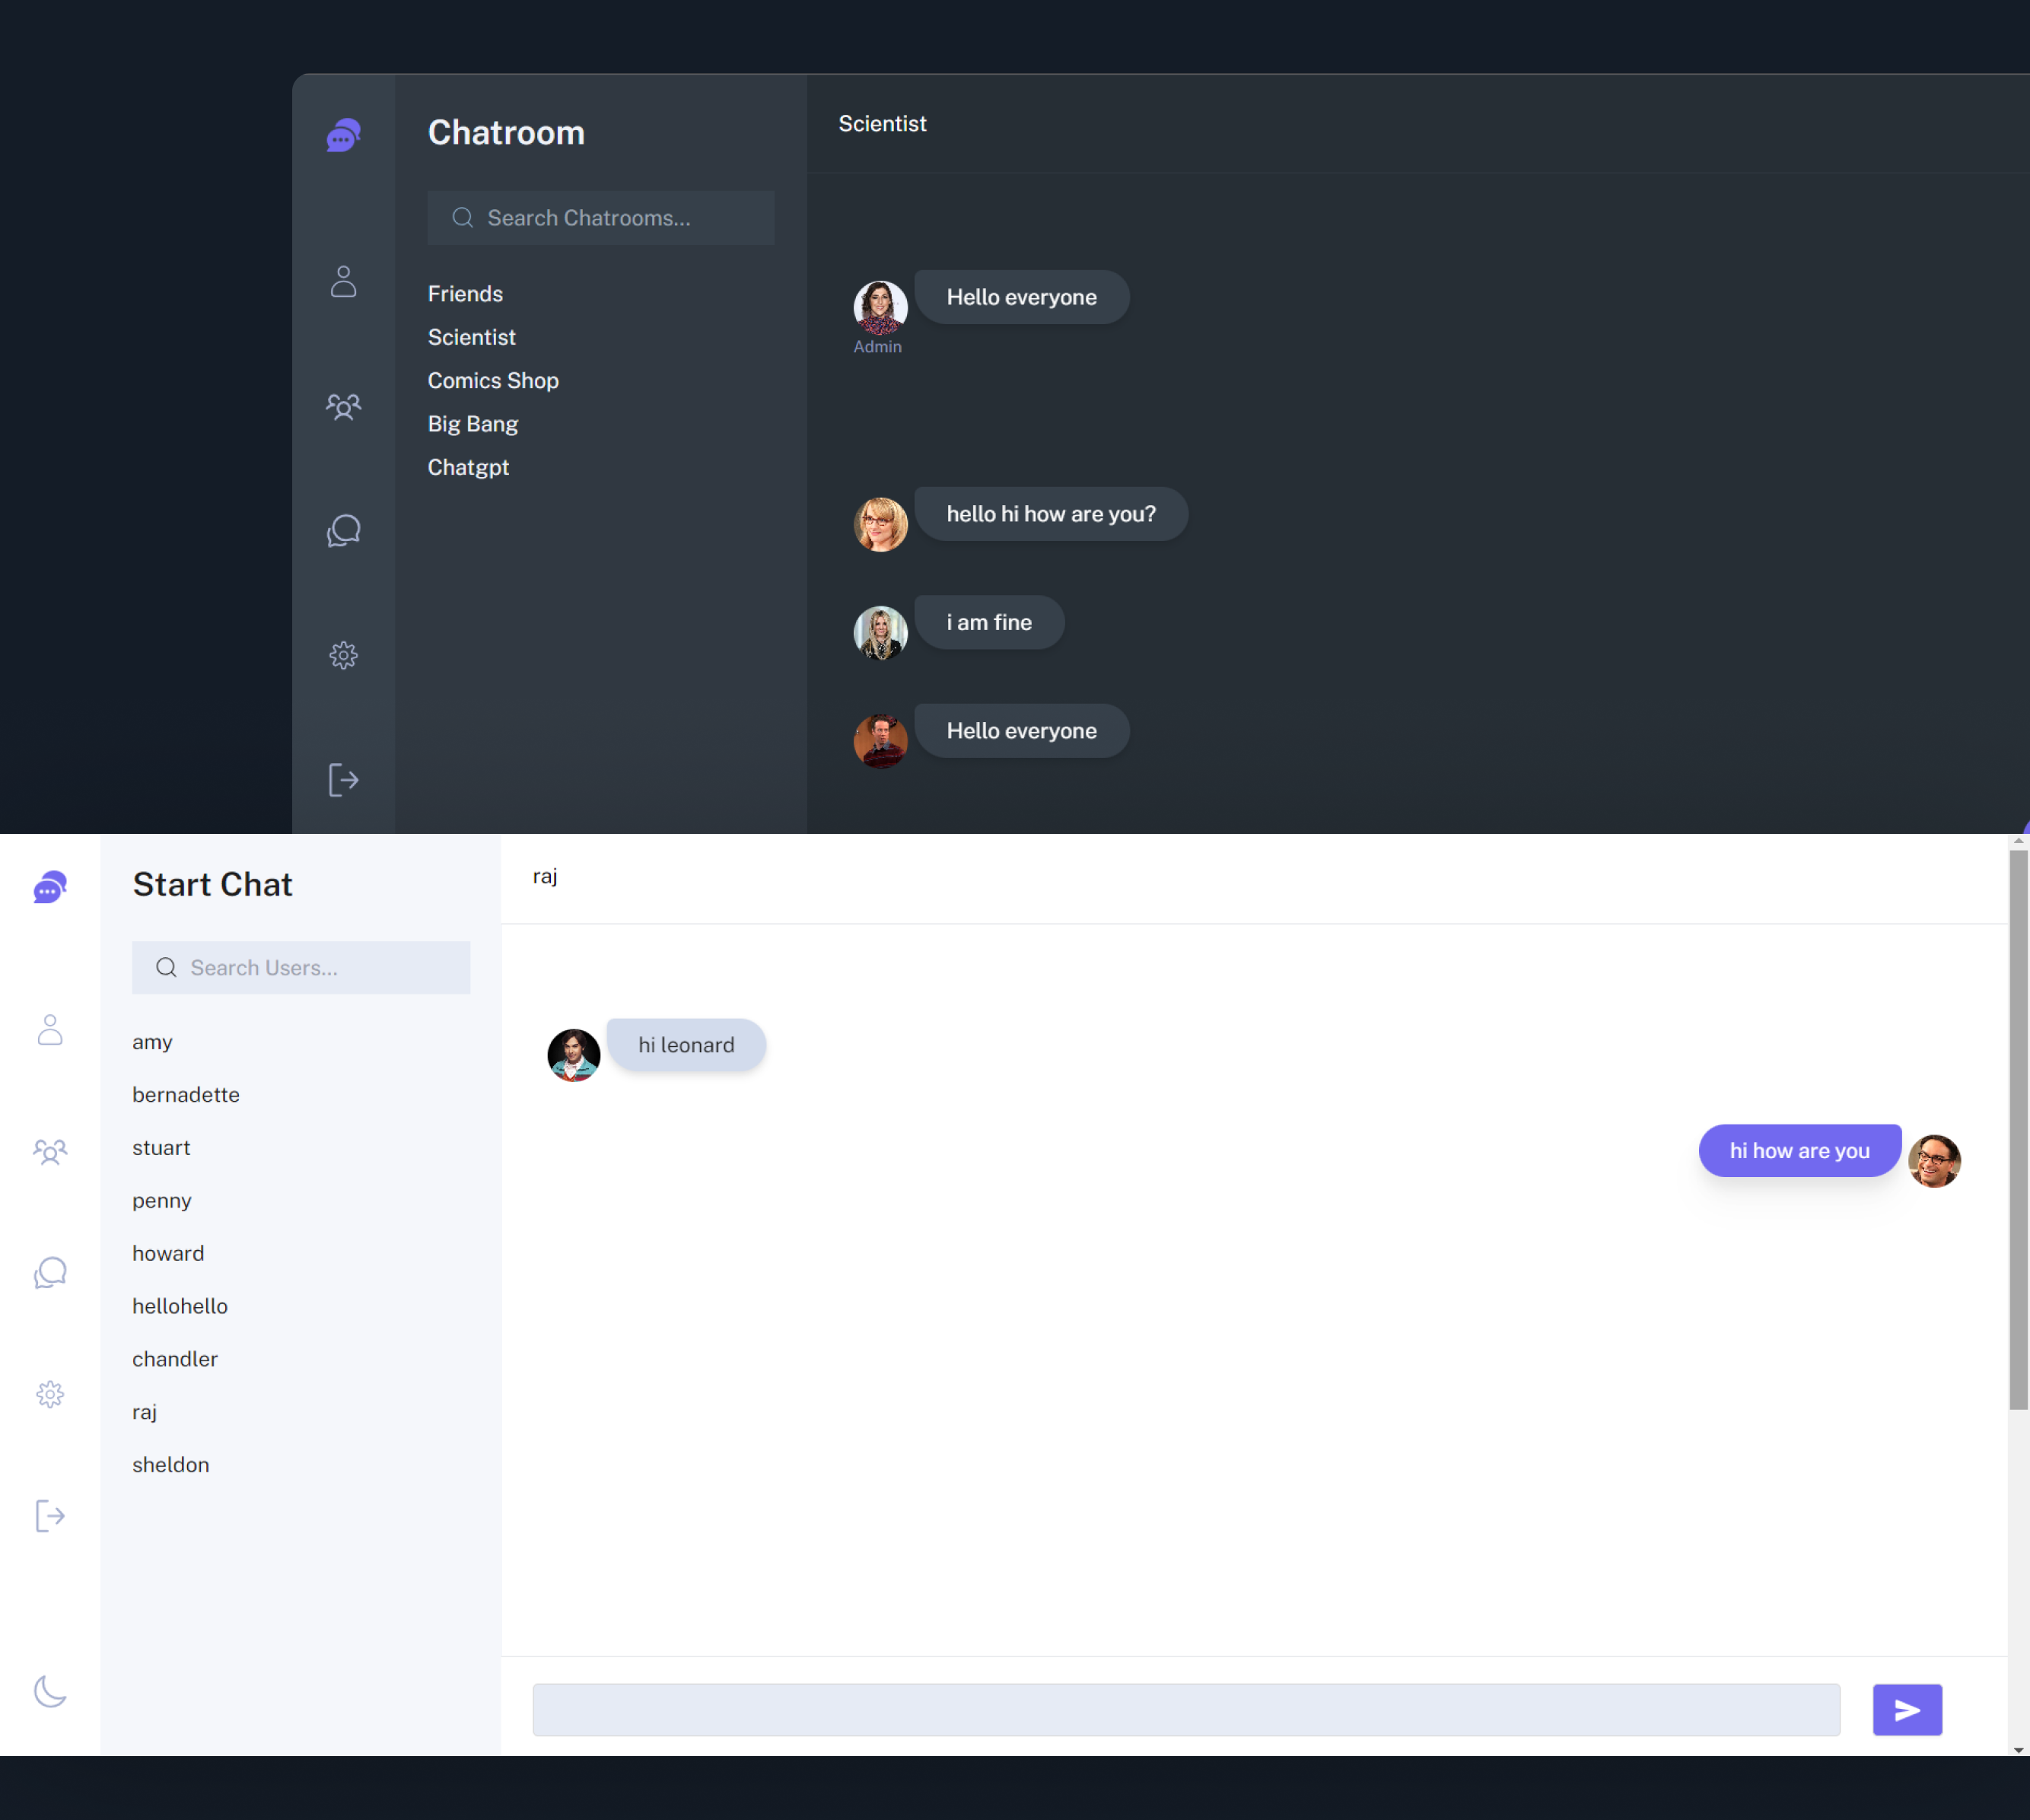 Chatroom
Search Chatrooms...
Friends
Scientist
Comics Shop
Big Bang
Chatgpt
Scientist
Hello everyone
Admin
hello hi how are you?
i am fine
Hello everyone
Start Chat
Search Users...
amy
bernadette
stuart
penny
howard
hellohello
chandler
raj
sheldon
raj
hi leonard
hi how are you